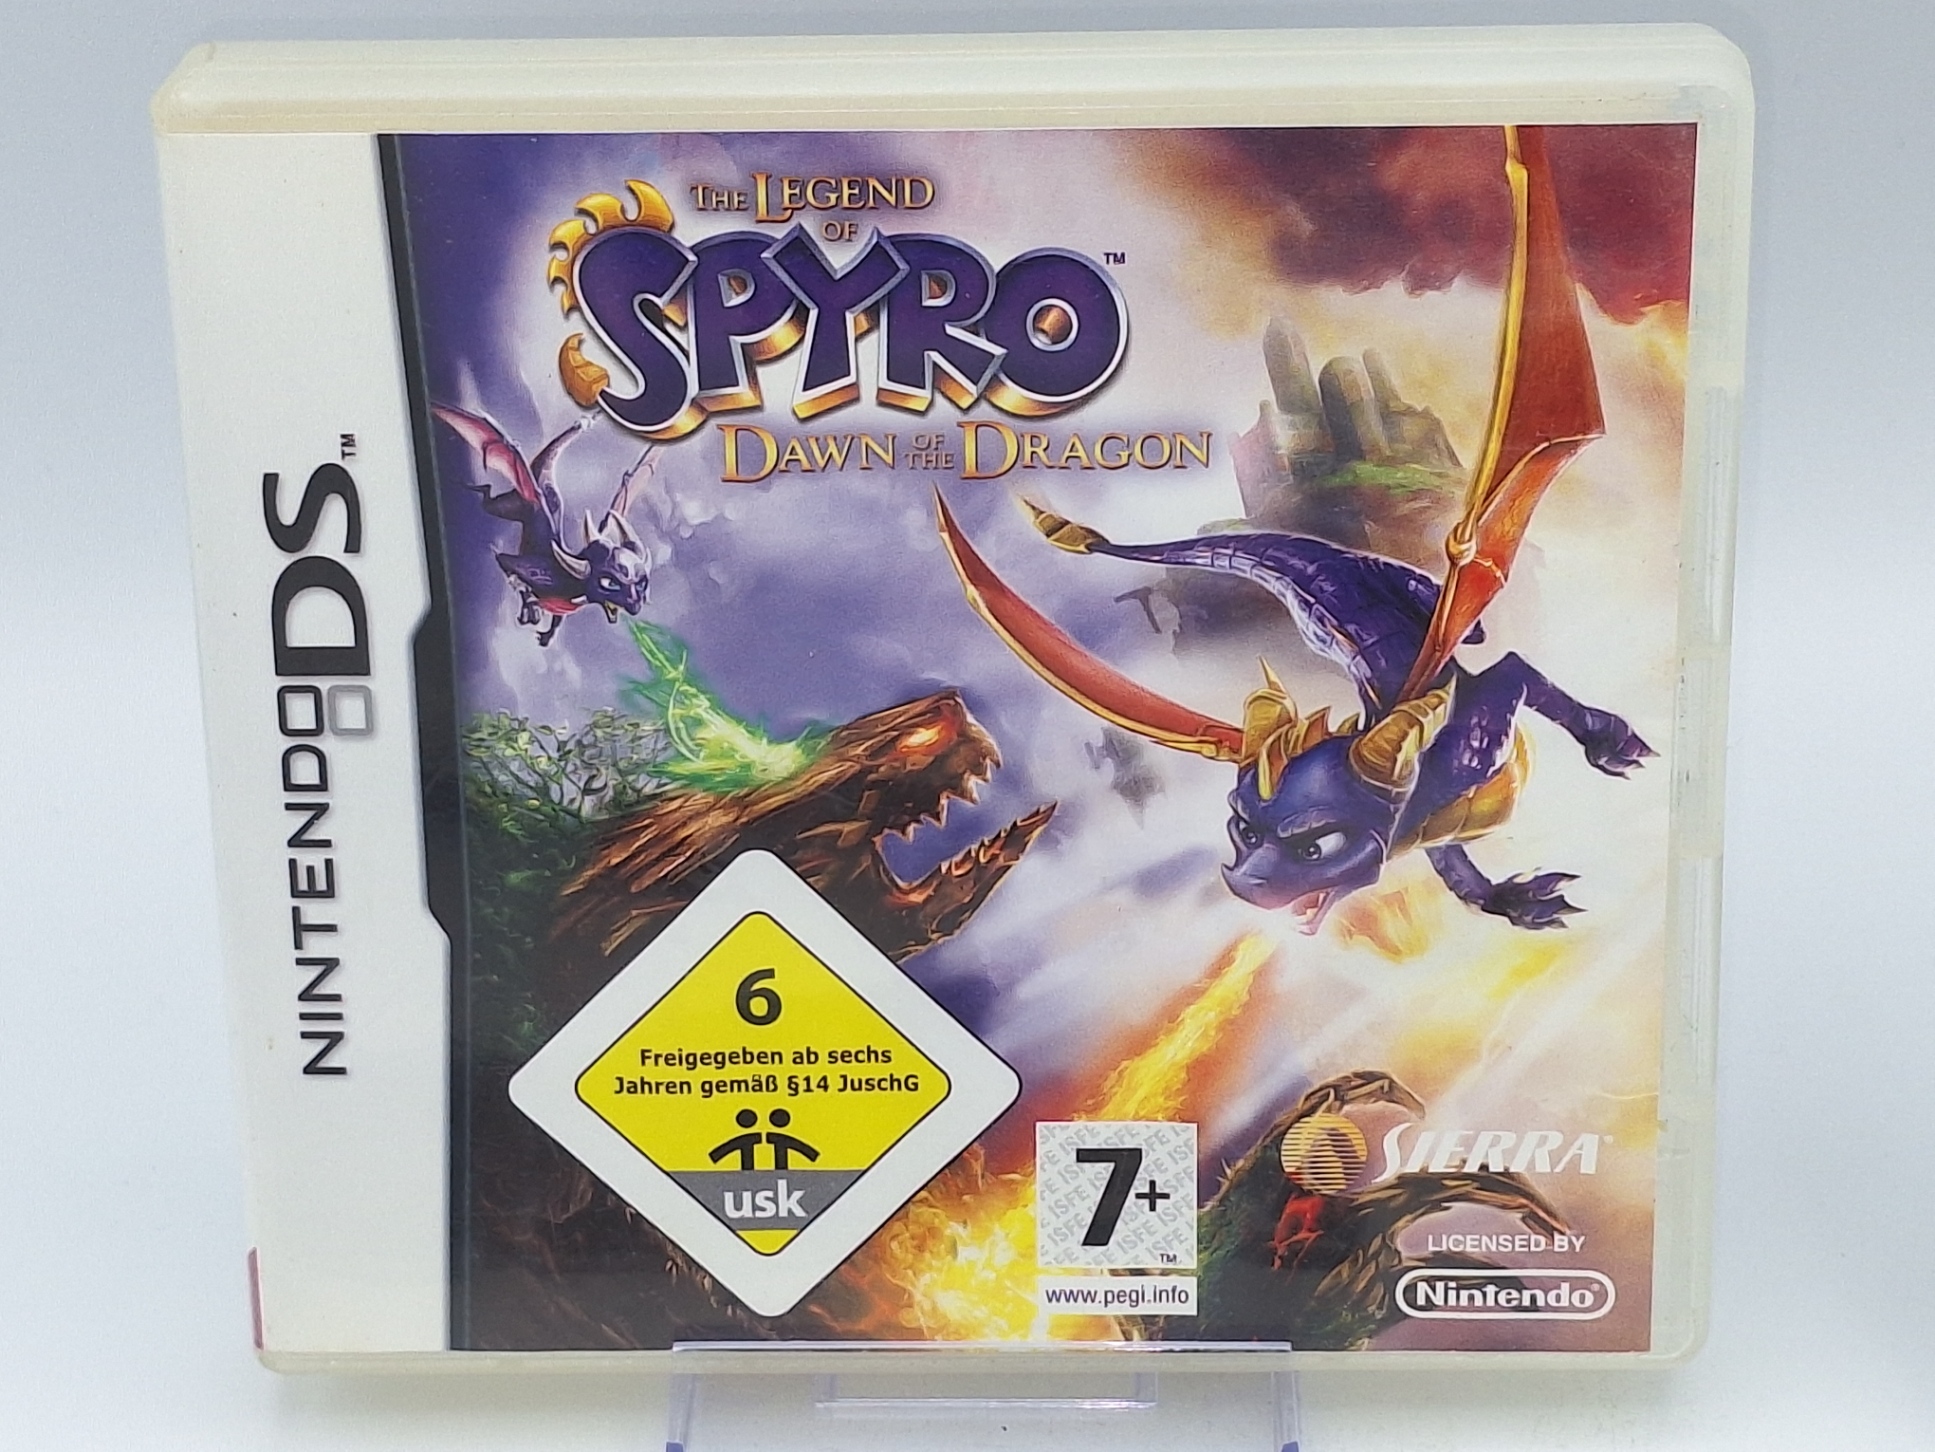 NINTENDO DS™
THE LEGEND
OF
SPYRO™
DAWN OF THE DRAGON
6
Freigegeben ab sechs
Jahren gemäß §14 JuschG
usk
7+
™
www.pegi.info
SIERRA®
LICENSED BY
Nintendo®